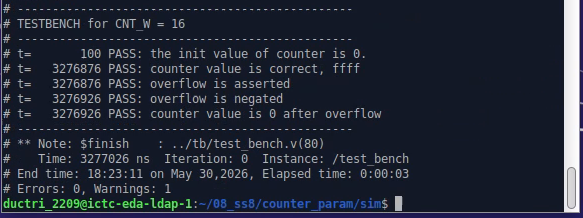 # ------------------------------------------------
# TESTBENCH for CNT_W = 16
# ------------------------------------------------
# t=       100 PASS: the init value of counter is 0.
# t=   3276876 PASS: counter value is correct, ffff
# t=   3276876 PASS: overflow is asserted
# t=   3276926 PASS: overflow is negated
# t=   3276926 PASS: counter value is 0 after overflow
# ------------------------------------------------
# ** Note: $finish    : ../tb/test_bench.v(80)
#    Time: 3277026 ns  Iteration: 0  Instance: /test_bench
# End time: 18:23:11 on May 30,2026, Elapsed time: 0:00:03
# Errors: 0, Warnings: 1
ductri_2209@ictc-eda-ldap-1:~/08_ss8/counter_param/sim$